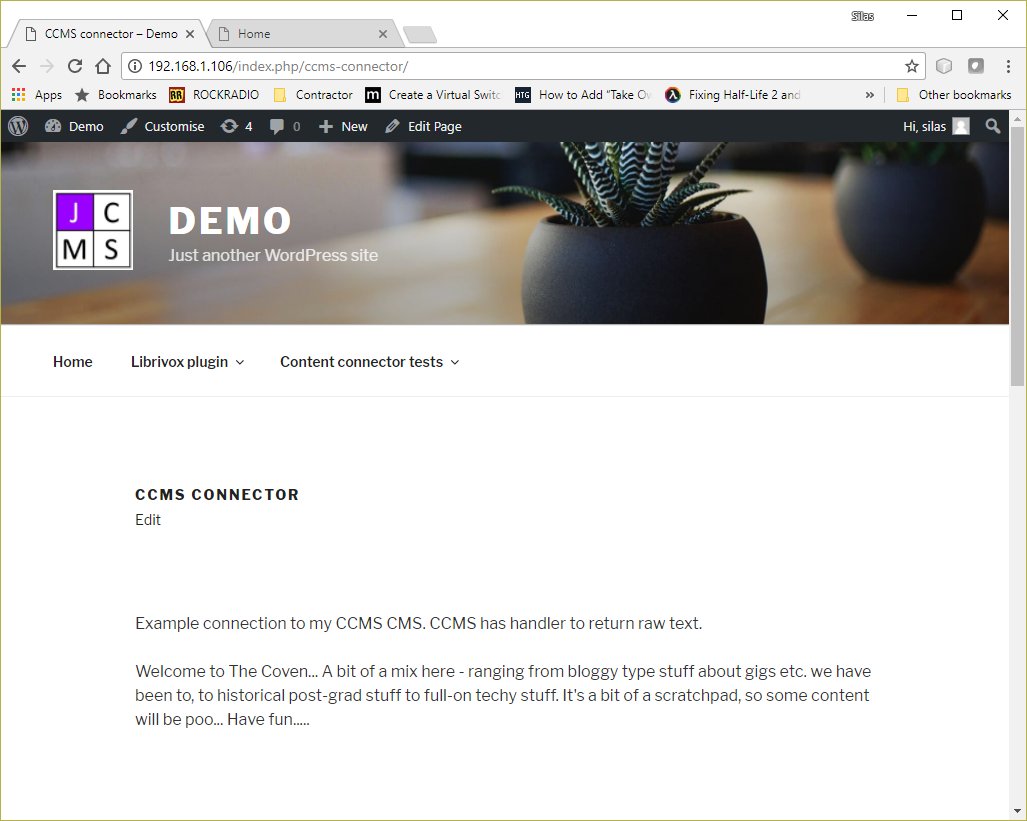 Silas
CCMS connector – Demo
Home
192.168.1.106/index.php/ccms-connector/
Apps Bookmarks RR ROCKRADIO Contractor m Create a Virtual Switc HTG How to Add "Take Ow λ Fixing Half-Life 2 and » Other bookmarks
Demo Customise 4 0 New Edit Page Hi, silas
J C
M S
DEMO
Just another WordPress site
Home Librivox plugin Content connector tests
CCMS CONNECTOR
Edit
Example connection to my CCMS CMS. CCMS has handler to return raw text.
Welcome to The Coven... A bit of a mix here - ranging from bloggy type stuff about gigs etc. we have
been to, to historical post-grad stuff to full-on techy stuff. It's a bit of a scratchpad, so some content
will be poo... Have fun.....